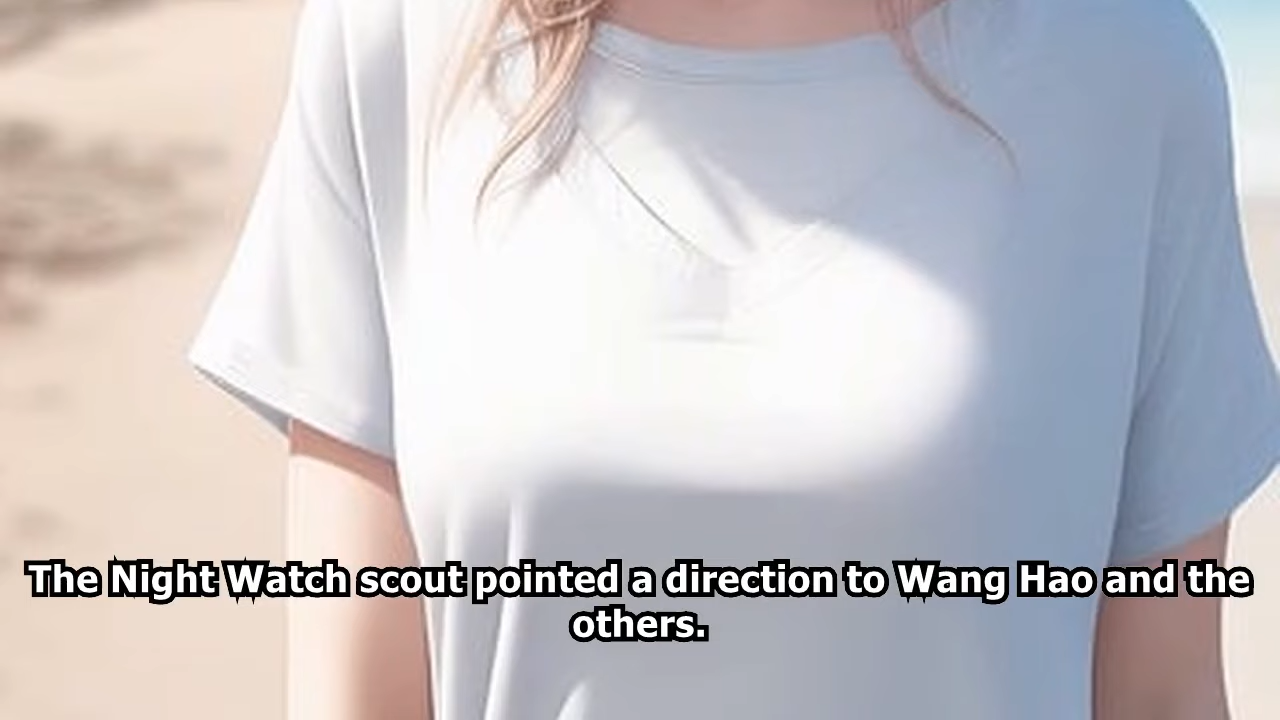 The Night Watch scout pointed a direction to Wang Hao and the
others.